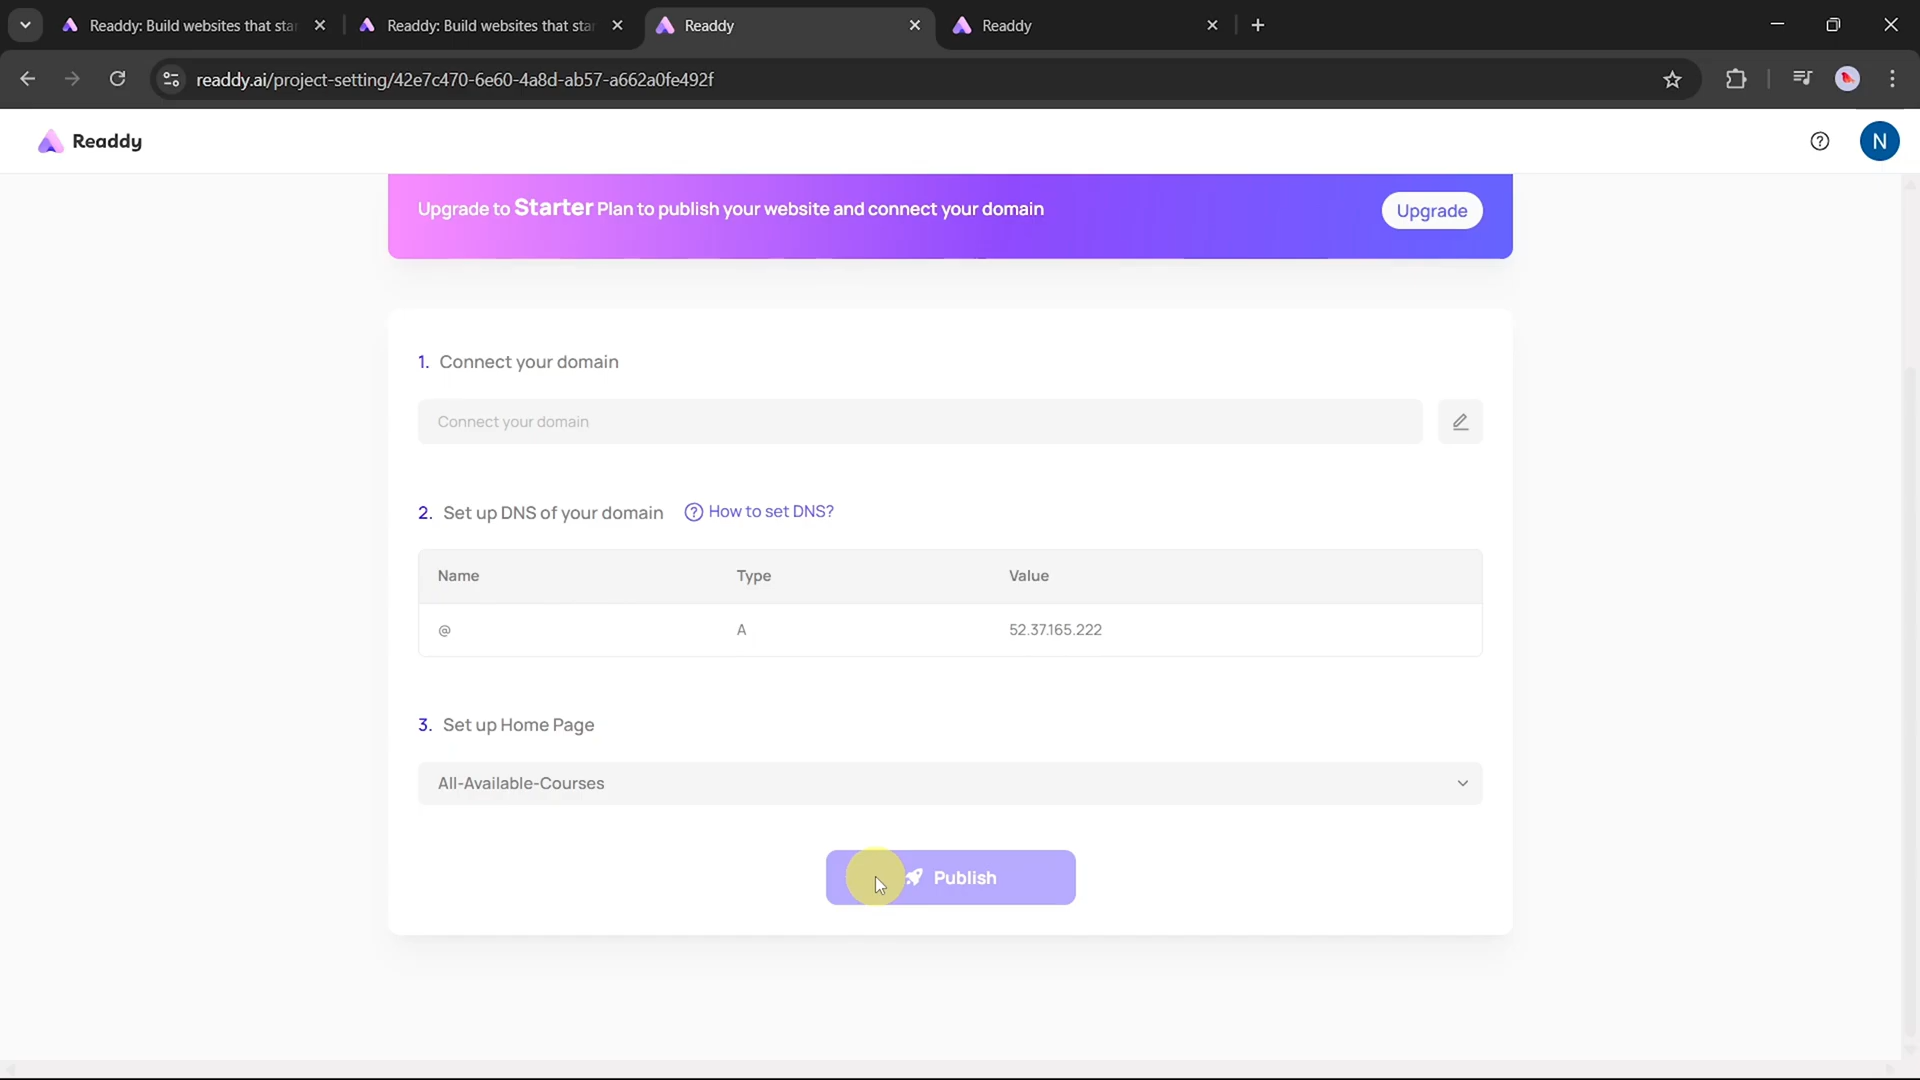 Readdy: Build websites that sta
Readdy: Build websites that sta
Readdy
Readdy
readdy.ai/project-setting/42e7c470-6e60-4a8d-ab57-a662a0fe492f
Readdy
N
Upgrade to Starter Plan to publish your website and connect your domain
Upgrade
1. Connect your domain
Connect your domain
2. Set up DNS of your domain
How to set DNS?
Name Type Value
@ A 52.37.165.222
3. Set up Home Page
All-Available-Courses
Publish